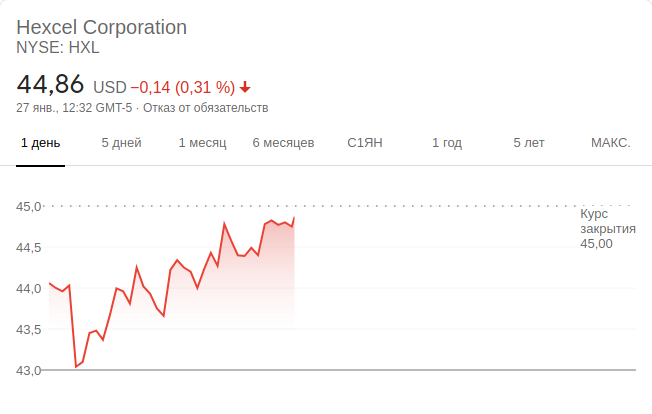 Hexcel Corporation
NYSE: HXL
44,86 USD −0,14 (0,31 %)
27 янв., 12:32 GMT-5 · Отказ от обязательств
1 день 5 дней 1 месяц 6 месяцев С1ЯН 1 год 5 лет МАКС.
45,0
Курс
закрытия
45,00
44,5
44,0
43,5
43,0